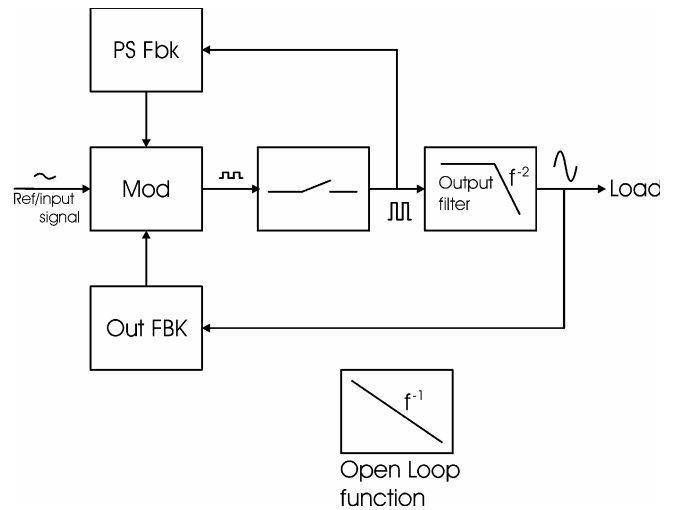 PS Fbk
Mod
Ref/input
signal
Output
filter
f-2
Load
Out FBK
f-1
Open Loop
function